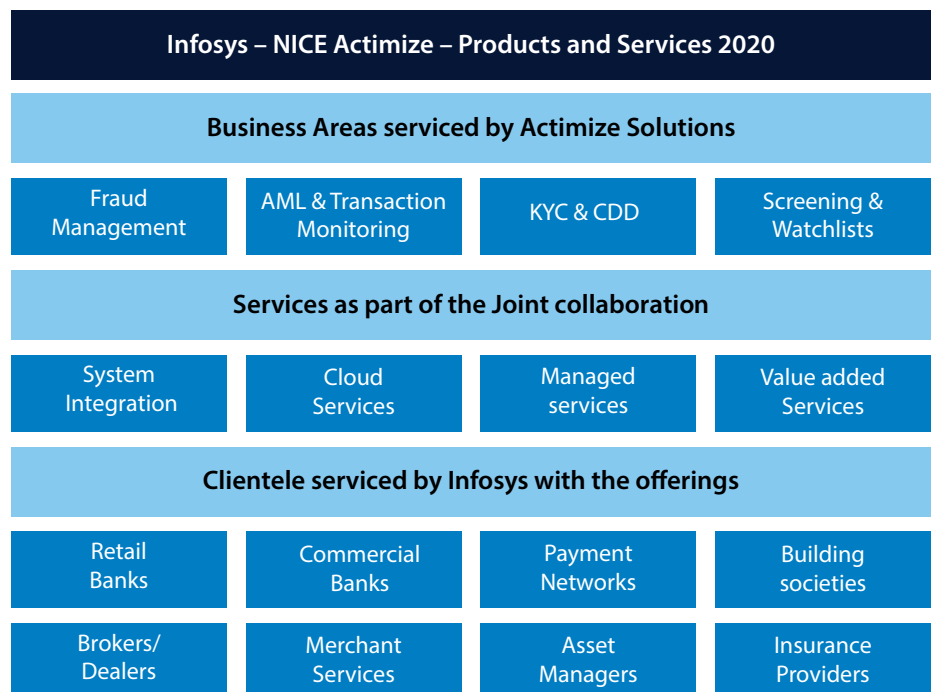 Infosys – NICE Actimize – Products and Services 2020
Business Areas serviced by Actimize Solutions
Fraud
Management
AML & Transaction
Monitoring
KYC & CDD
Screening &
Watchlists
Services as part of the Joint collaboration
System
Integration
Cloud
Services
Managed
services
Value added
Services
Clientele serviced by Infosys with the offerings
Retail
Banks
Commercial
Banks
Payment
Networks
Building
societies
Brokers/
Dealers
Merchant
Services
Asset
Managers
Insurance
Providers